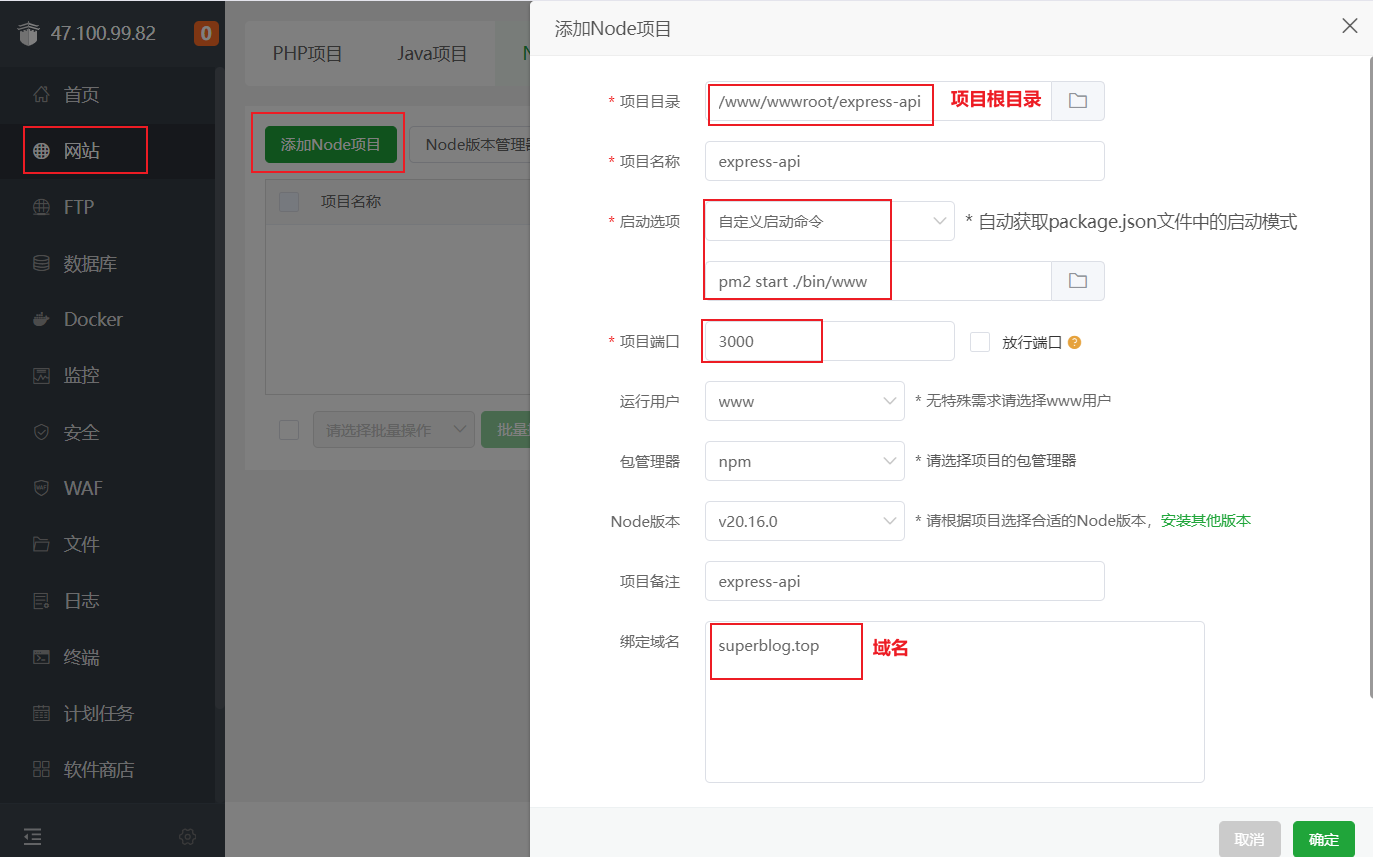 47.100.99.82
0
首页
网站
FTP
数据库
Docker
监控
安全
WAF
文件
日志
终端
计划任务
软件商店
PHP项目
Java项目
添加Node项目
Node版本管理
项目名称
请选择批量操作
批量
添加Node项目
* 项目目录
/www/wwwroot/express-api
项目根目录
* 项目名称
express-api
* 启动选项
自定义启动命令
* 自动获取package.json文件中的启动模式
pm2 start ./bin/www
* 项目端口
3000
放行端口
?
运行用户
www
* 无特殊需求请选择www用户
包管理器
npm
* 请选择项目的包管理器
Node版本
v20.16.0
* 请根据项目选择合适的Node版本，安装其他版本
项目备注
express-api
绑定域名
superblog.top
域名
取消
确定